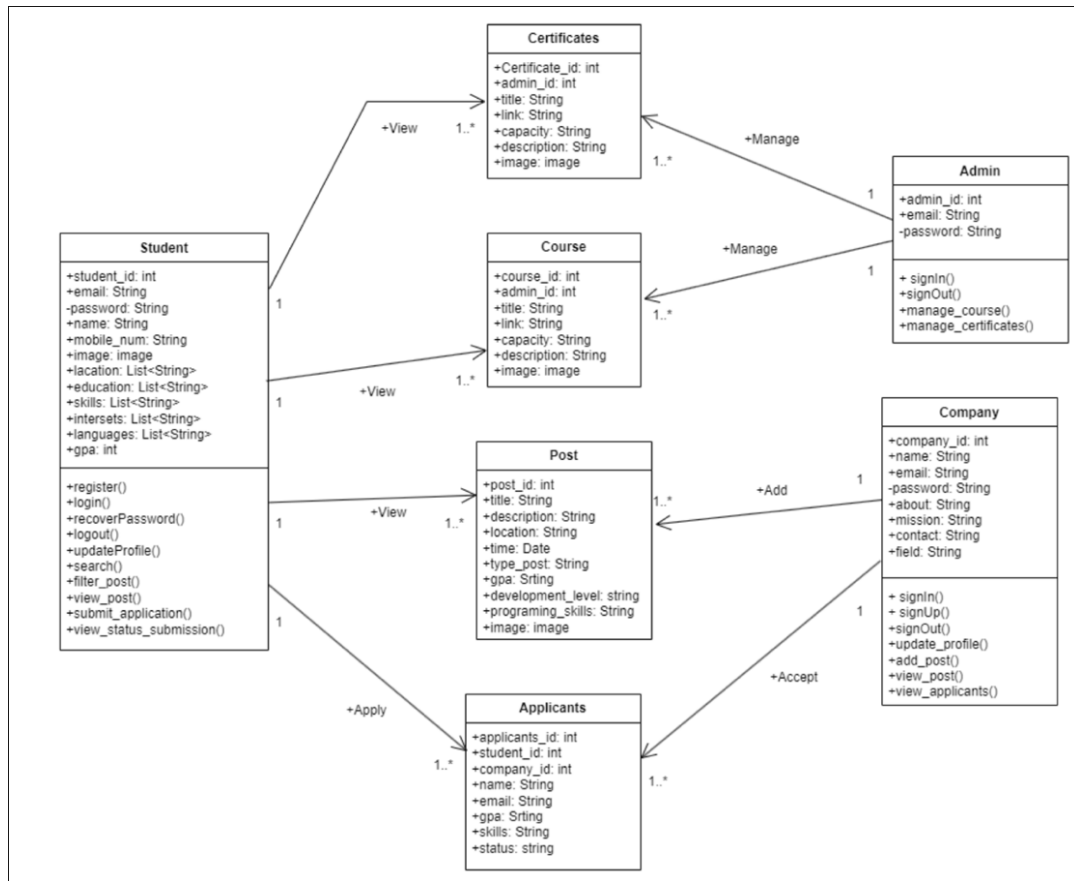 Certificates
+Certificate_id: int
+admin_id: int
+title: String
+link: String
+capacity: String
+description: String
+image: image
+View
1..*
+Manage
1..*
Admin
+admin_id: int
+email: String
-password: String
+ signIn()
+signOut()
+manage_course()
+manage_certificates()
1
1
Student
+student_id: int
+email: String
-password: String
+name: String
+mobile_num: String
+image: image
+lacation: List<String>
+education: List<String>
+skills: List<String>
+intersets: List<String>
+languages: List<String>
+gpa: int
+register()
+login()
+recoverPassword()
+logout()
+updateProfile()
+search()
+filter_post()
+view_post()
+submit_application()
+view_status_submission()
1
1
1
1
Course
+course_id: int
+admin_id: int
+title: String
+link: String
+capacity: String
+description: String
+image: image
+Manage
1..*
+View
1..*
Post
+post_id: int
+title: String
+description: String
+location: String
+time: Date
+type_post: String
+gpa: Srting
+development_level: string
+programing_skills: String
+image: image
+View
1..*
1..*
+Add
1
Company
+company_id: int
+name: String
+email: String
-password: String
+about: String
+mission: String
+contact: String
+field: String
+ signIn()
+ signUp()
+signOut()
+update_profile()
+add_post()
+view_post()
+view_applicants()
1
+Accept
+Apply
1..*
1..*
Applicants
+applicants_id: int
+student_id: int
+company_id: int
+name: String
+email: String
+gpa: Srting
+skills: String
+status: string